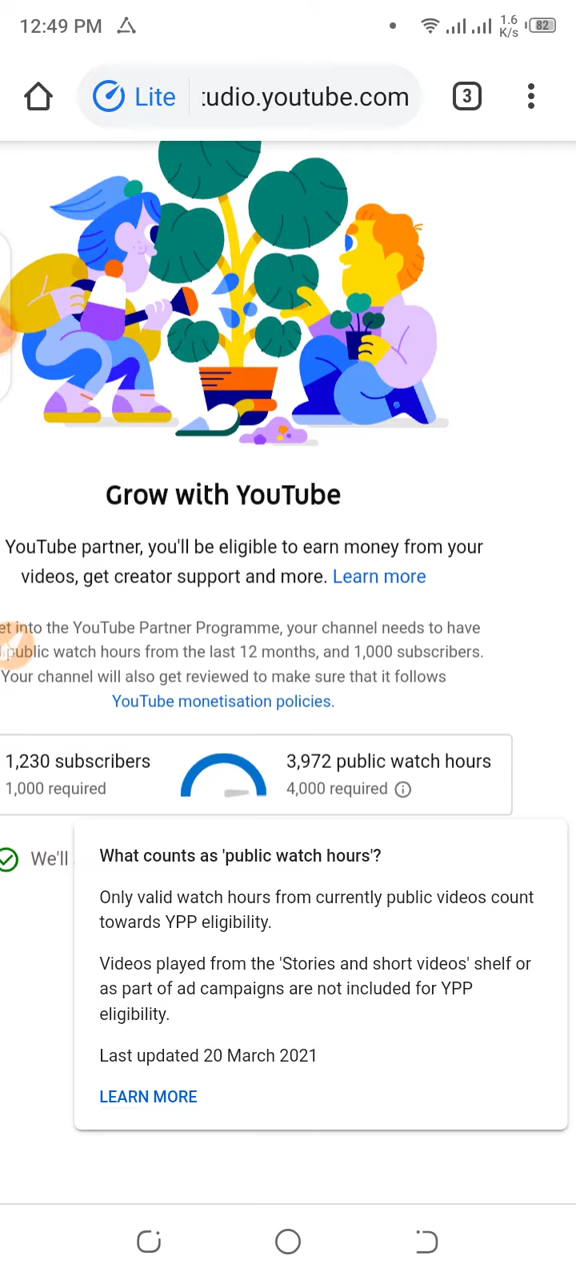 12:49 PM
1.6
K/s
82
Lite
:udio.youtube.com
3
Grow with YouTube
YouTube partner, you'll be eligible to earn money from your
videos, get creator support and more. Learn more
et into the YouTube Partner Programme, your channel needs to have
public watch hours from the last 12 months, and 1,000 subscribers.
Your channel will also get reviewed to make sure that it follows
YouTube monetisation policies.
1,230 subscribers
1,000 required
3,972 public watch hours
4,000 required
We'll
What counts as 'public watch hours'?
Only valid watch hours from currently public videos count
towards YPP eligibility.
Videos played from the 'Stories and short videos' shelf or
as part of ad campaigns are not included for YPP
eligibility.
Last updated 20 March 2021
LEARN MORE